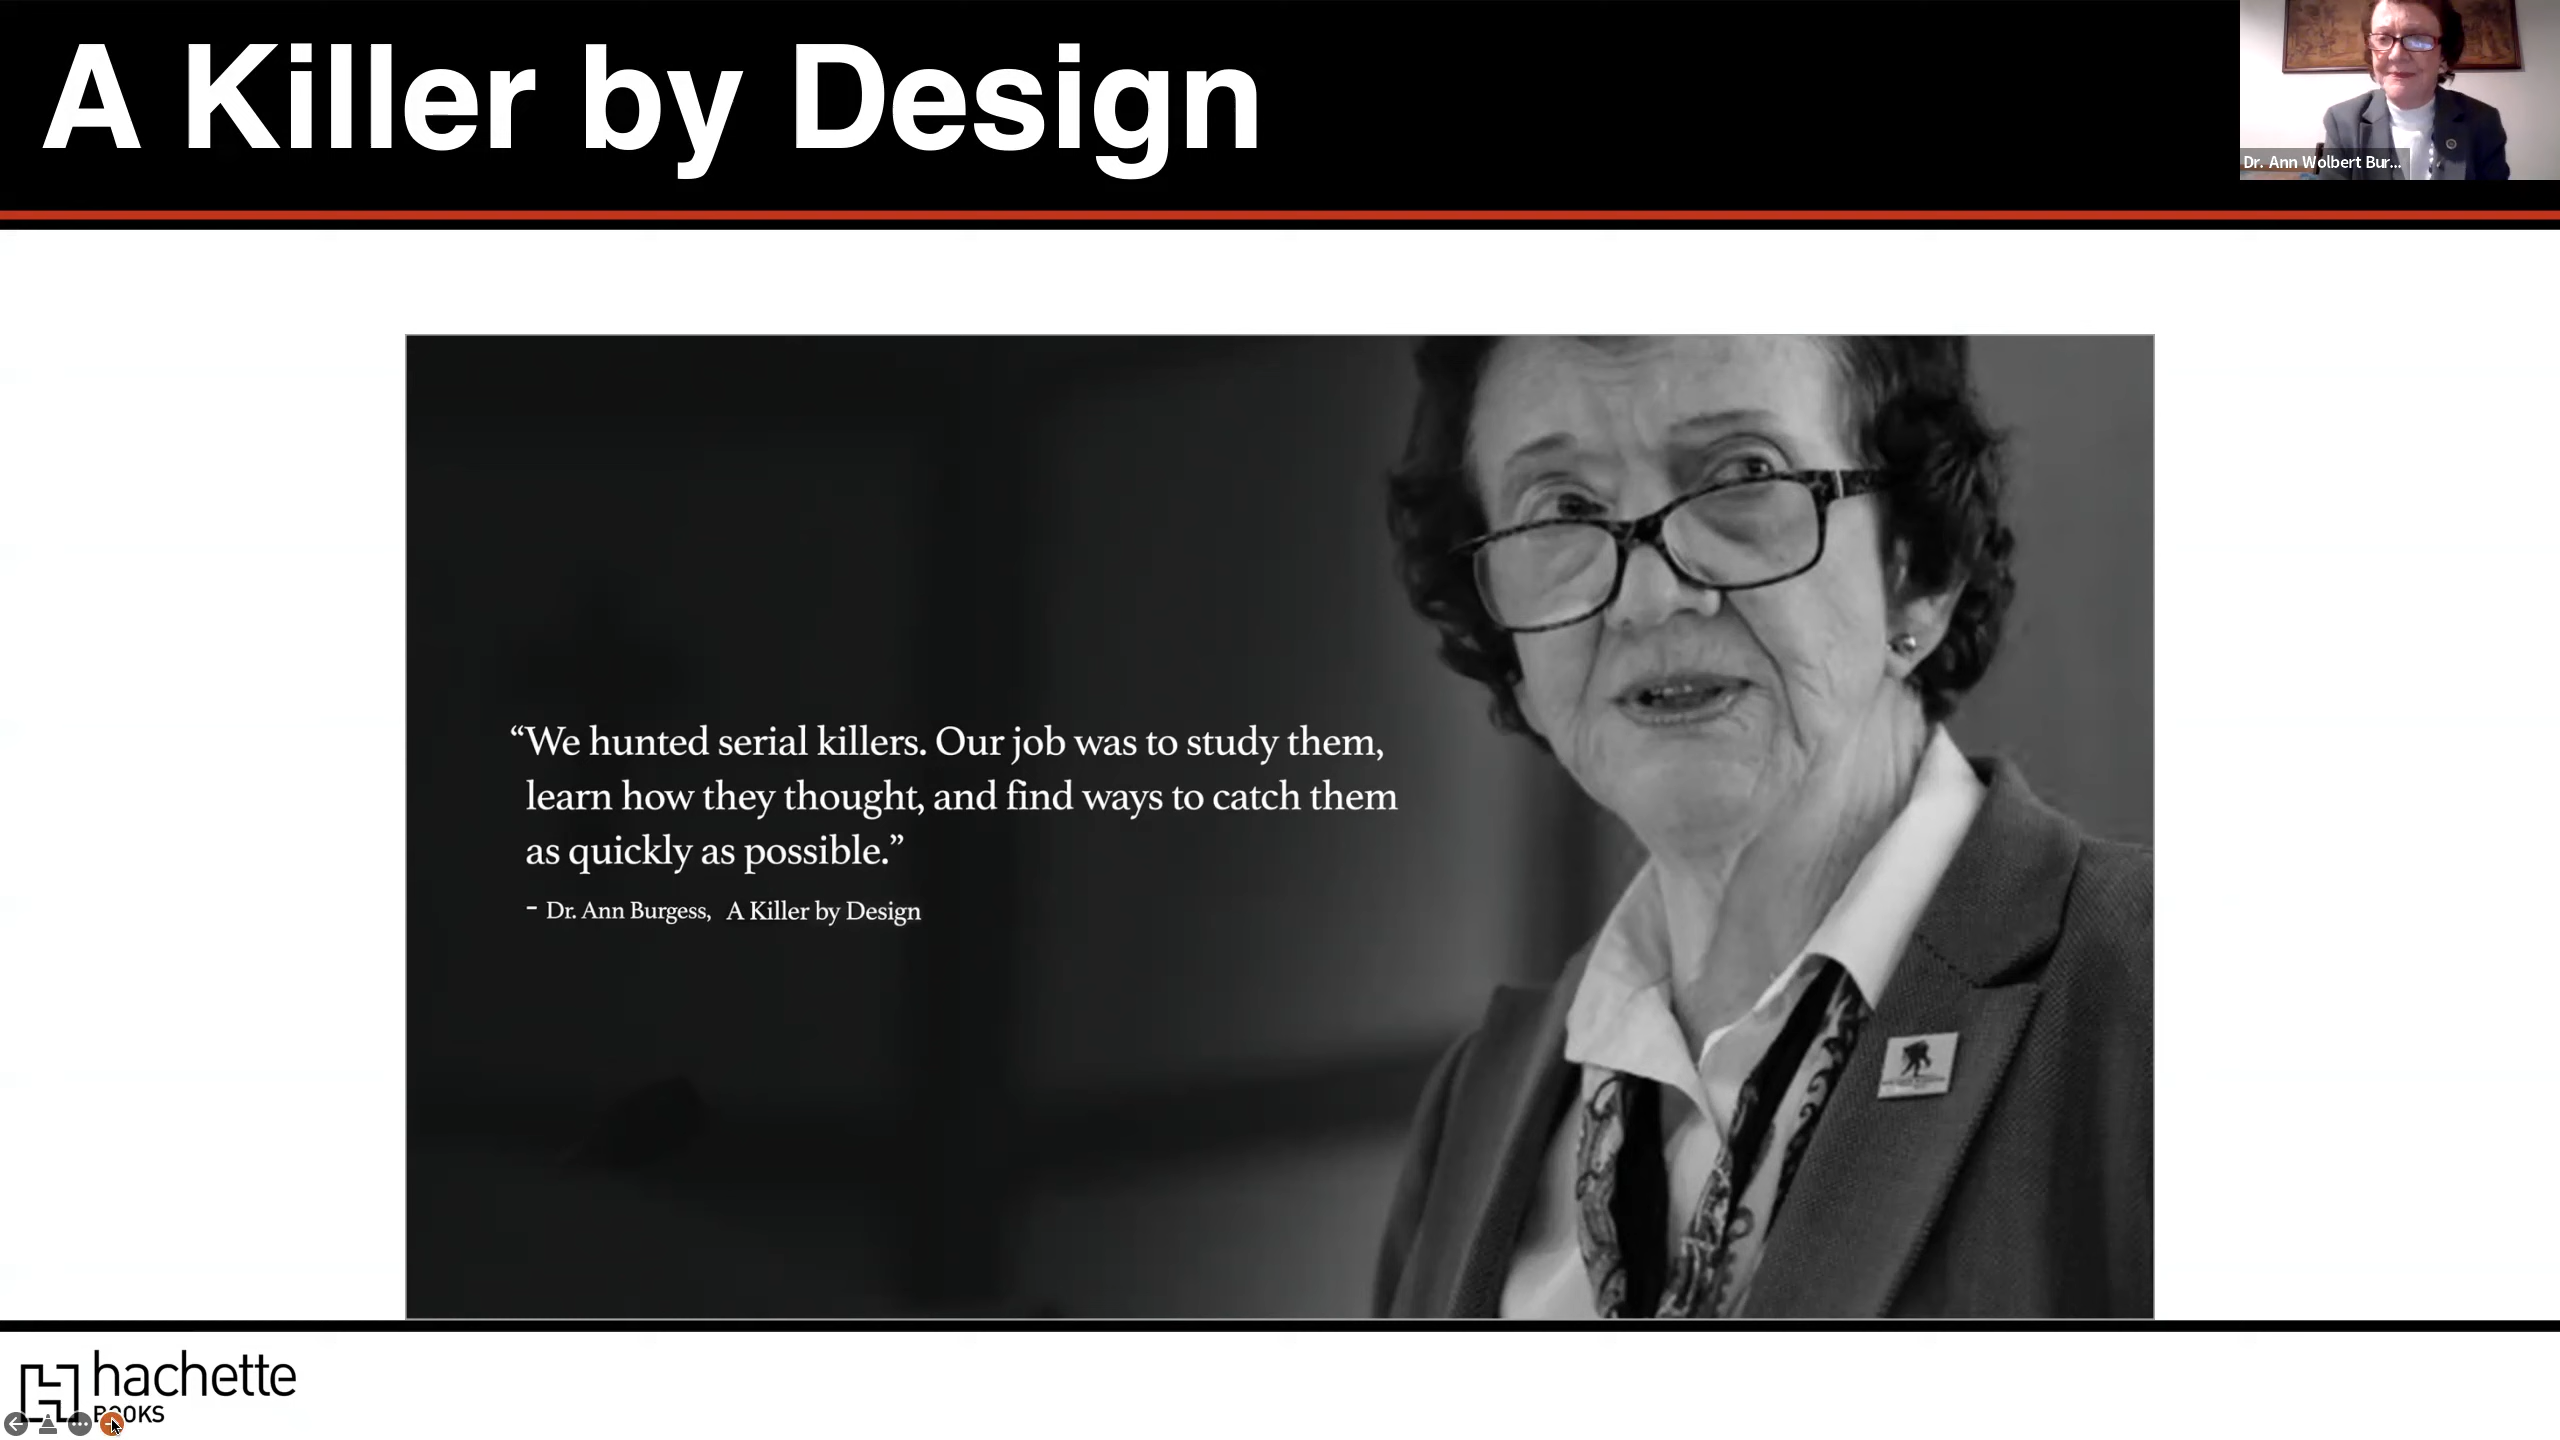 A Killer by Design
Dr. Ann Wolbert Bur...
“We hunted serial killers. Our job was to study them,
learn how they thought, and find ways to catch them
as quickly as possible.”
- Dr. Ann Burgess, A Killer by Design
hachette
BOOKS